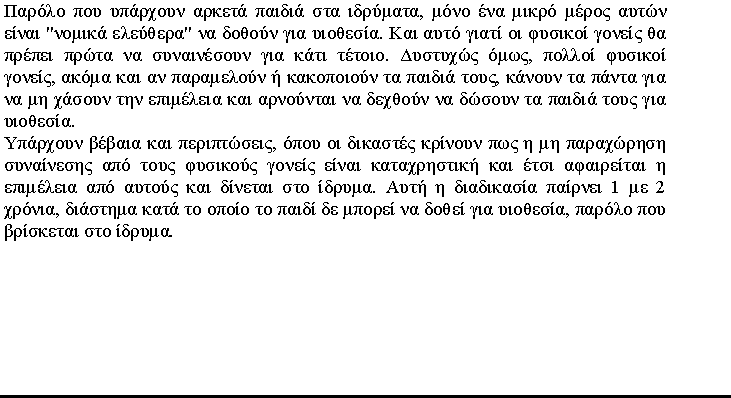 Παρόλο που υπάρχουν αρκετά παιδιά στα ιδρύματα, μόνο ένα μικρό μέρος αυτών
είναι "νομικά ελεύθερα" να δοθούν για υιοθεσία. Και αυτό γιατί οι φυσικοί γονείς θα
πρέπει πρώτα να συναινέσουν για κάτι τέτοιο. Δυστυχώς όμως, πολλοί φυσικοί
γονείς, ακόμα και αν παραμελούν ή κακοποιούν τα παιδιά τους, κάνουν τα πάντα για
να μη χάσουν την επιμέλεια και αρνούνται να δεχθούν να δώσουν τα παιδιά τους για
υιοθεσία.
Υπάρχουν βέβαια και περιπτώσεις, όπου οι δικαστές κρίνουν πως η μη παραχώρηση
συναίνεσης από τους φυσικούς γονείς είναι καταχρηστική και έτσι αφαιρείται η
επιμέλεια από αυτούς και δίνεται στο ίδρυμα. Αυτή η διαδικασία παίρνει 1 με 2
χρόνια, διάστημα κατά το οποίο το παιδί δε μπορεί να δοθεί για υιοθεσία, παρόλο που
βρίσκεται στο ίδρυμα.